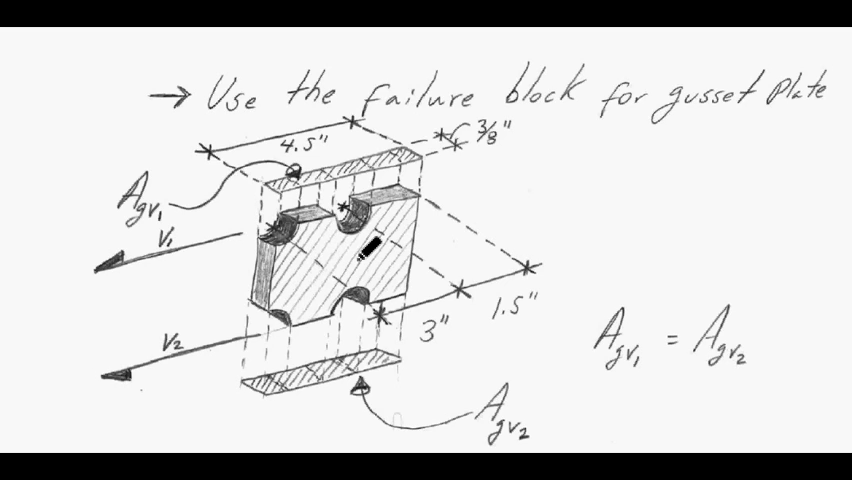 → Use the failure block for gusset Plate
4.5"
3/8"
Agv1
V1
1.5"
3"
Agv1 = Agv2
V2
Agv2